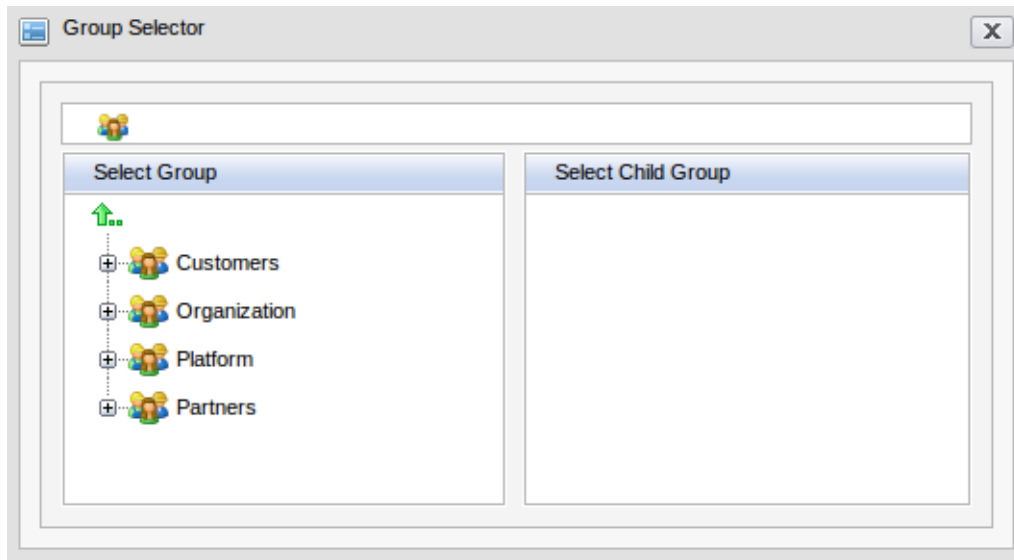 Group Selector
X
Select Group
Select Child Group
Customers
Organization
Platform
Partners